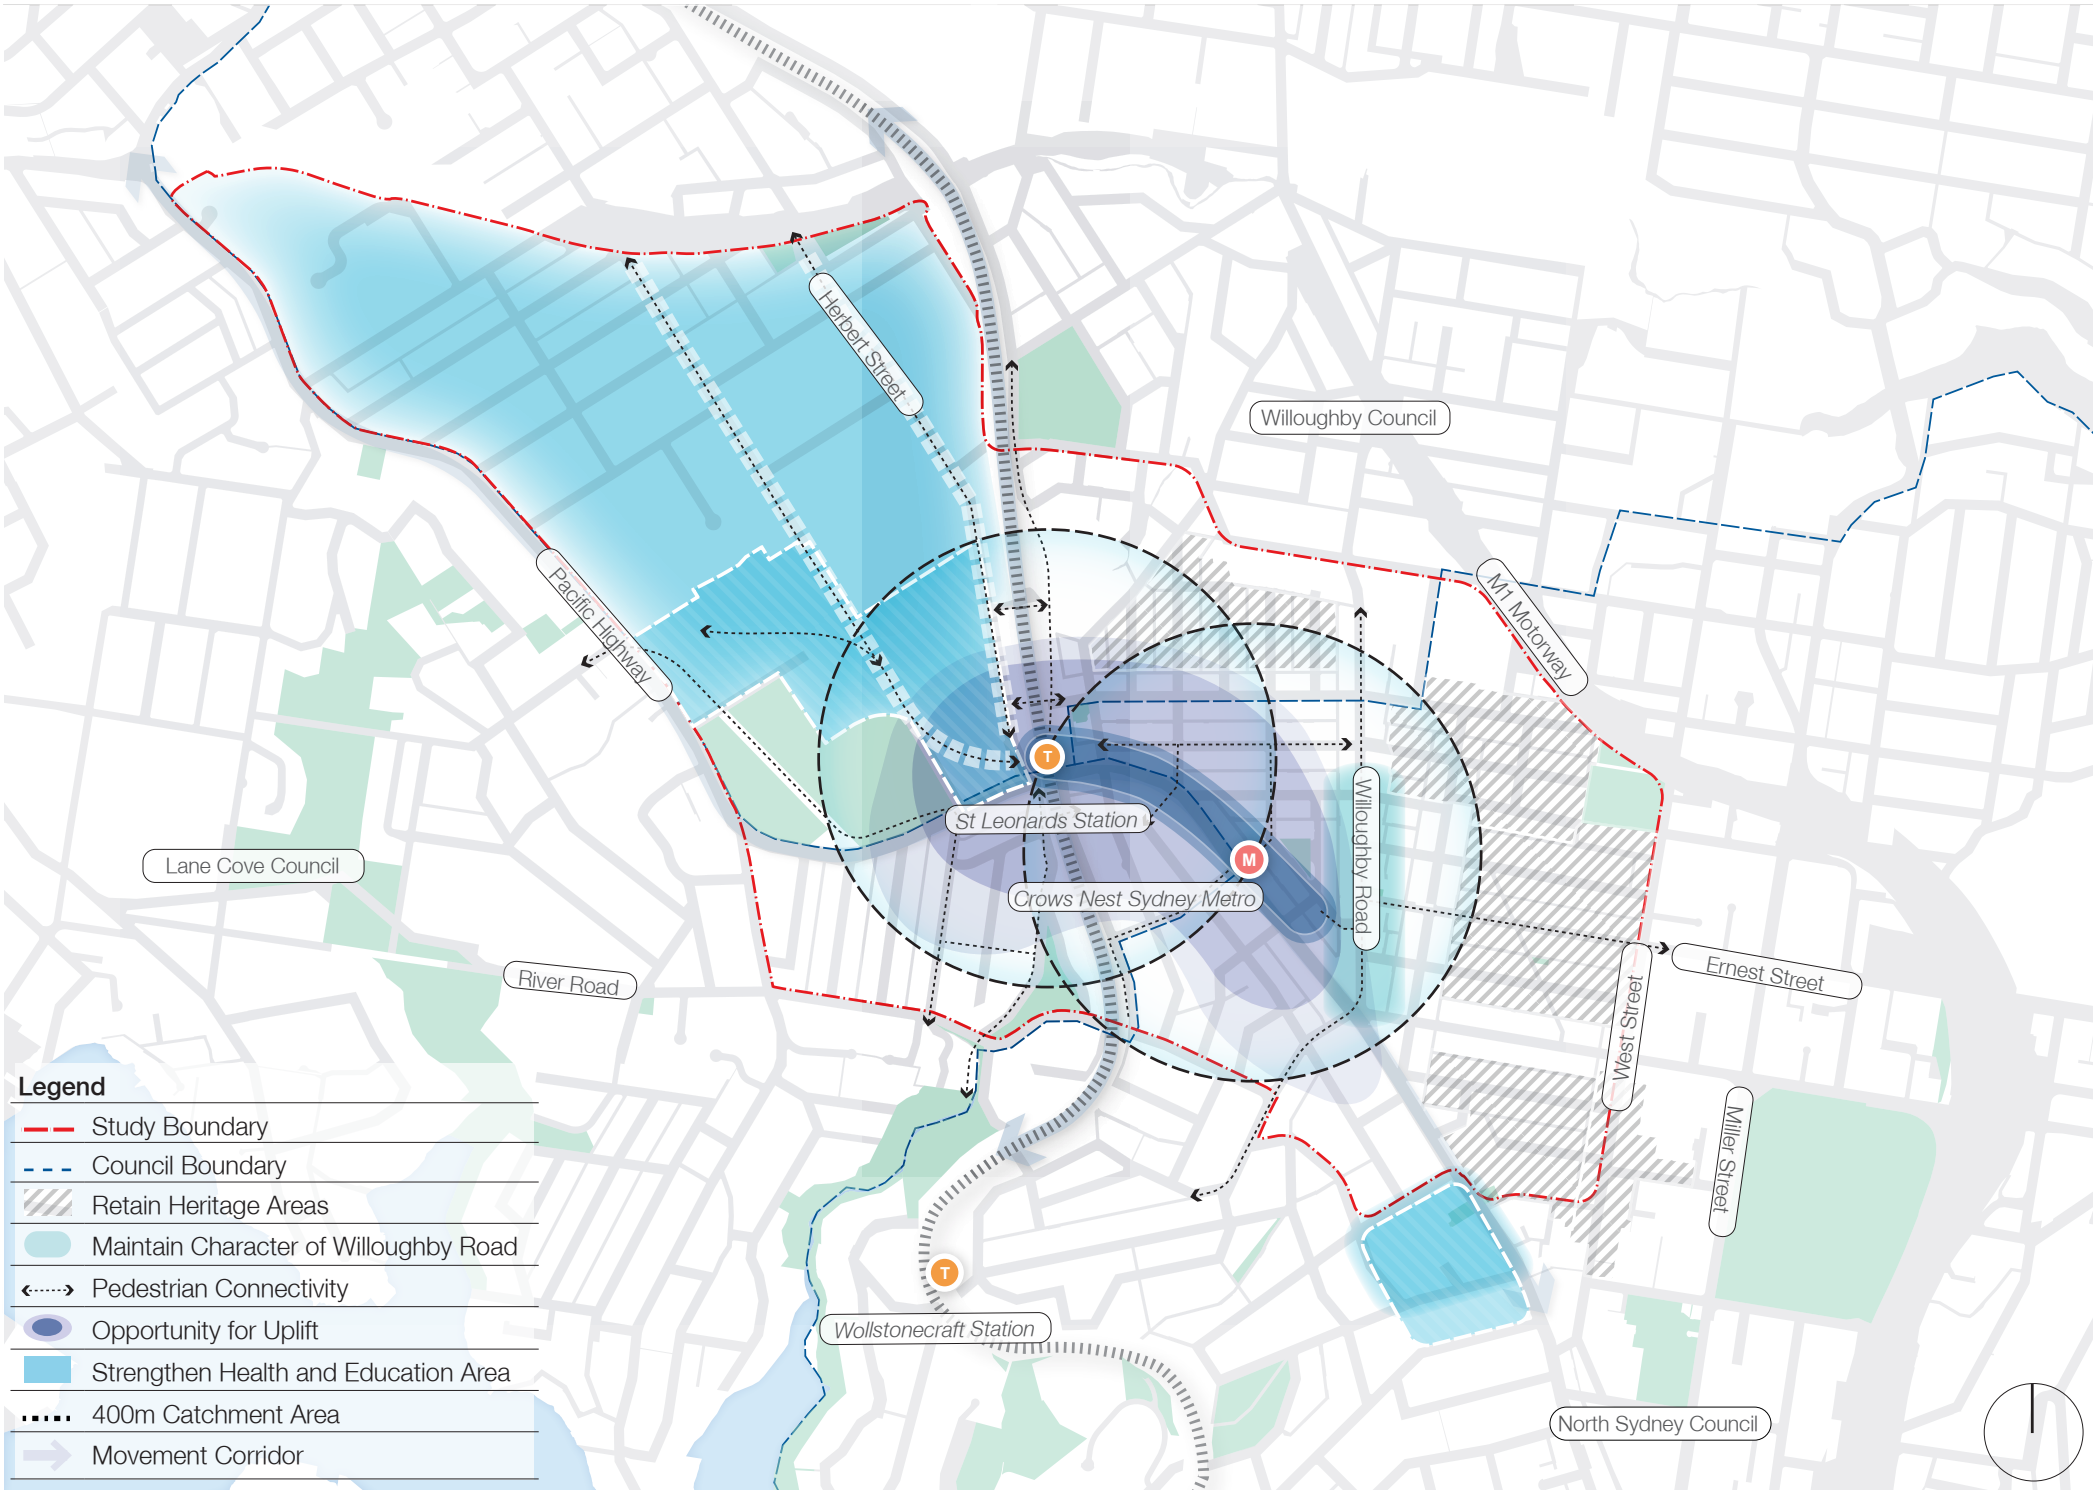 Herbert Street
Willoughby Council
Pacific Highway
M1 Motorway
T
St Leonards Station
M
Willoughby Road
Lane Cove Council
Crows Nest Sydney Metro
River Road
Ernest Street
West Street
Miller Street
T
Wollstonecraft Station
North Sydney Council
Legend
Study Boundary
Council Boundary
Retain Heritage Areas
Maintain Character of Willoughby Road
Pedestrian Connectivity
Opportunity for Uplift
Strengthen Health and Education Area
400m Catchment Area
Movement Corridor